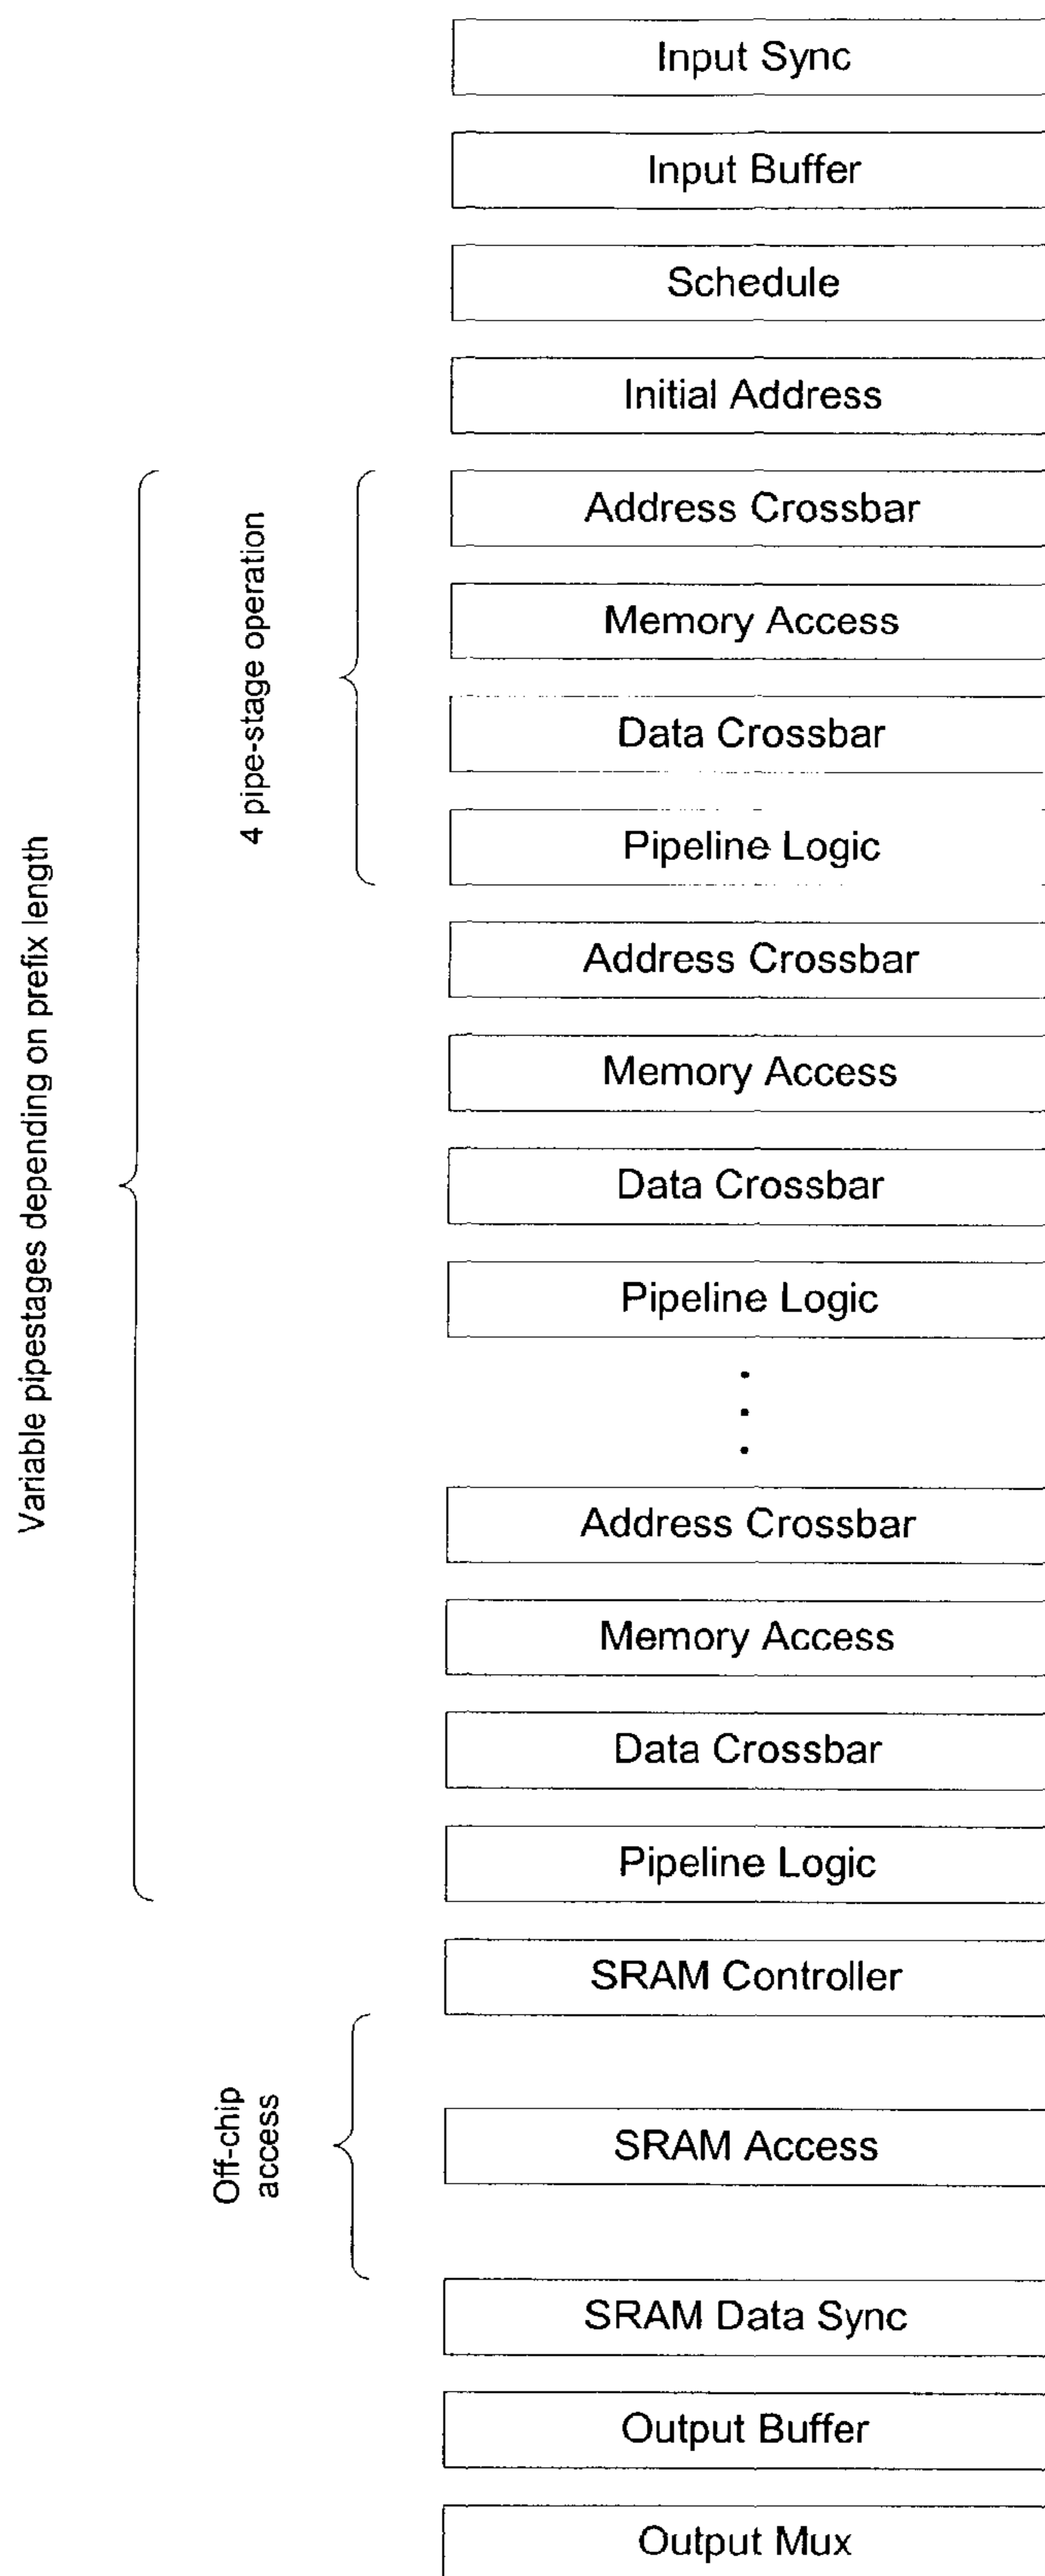 Input Sync
Input Buffer
Schedule
Initial Address
Variable pipestages depending on prefix length
4 pipe-stage operation
Address Crossbar
Memory Access
Data Crossbar
Pipeline Logic
Address Crossbar
Memory Access
Data Crossbar
Pipeline Logic
Address Crossbar
Memory Access
Data Crossbar
Pipeline Logic
SRAM Controller
Off-chip
access
SRAM Access
SRAM Data Sync
Output Buffer
Output Mux